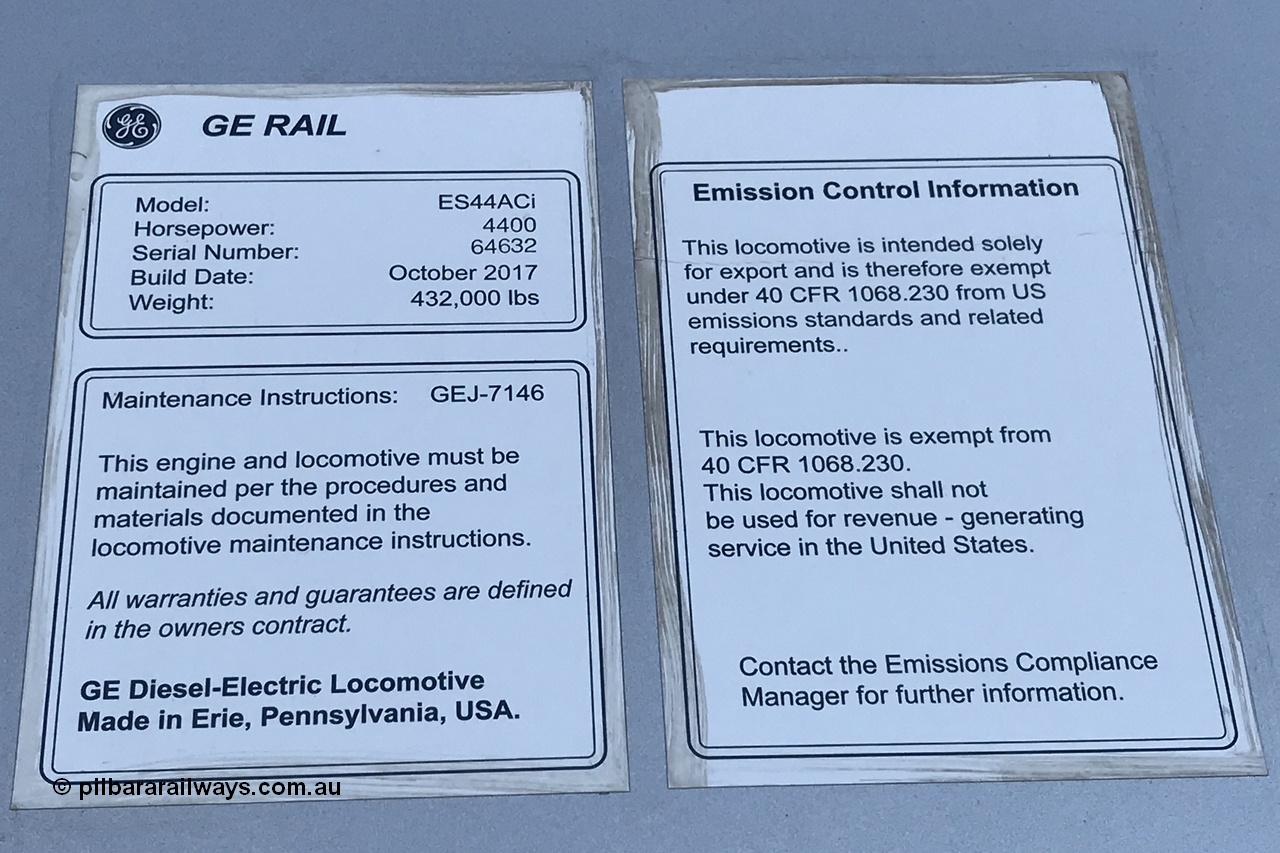 GE GE RAIL
Model: ES44ACi
Horsepower: 4400
Serial Number: 64632
Build Date: October 2017
Weight: 432,000 lbs
Maintenance Instructions: GEJ-7146
This engine and locomotive must be
maintained per the procedures and
materials documented in the
locomotive maintenance instructions.
All warranties and guarantees are defined
in the owners contract.
GE Diesel-Electric Locomotive
Made in Erie, Pennsylvania, USA.
Emission Control Information
This locomotive is intended solely
for export and is therefore exempt
under 40 CFR 1068.230 from US
emissions standards and related
requirements..
This locomotive is exempt from
40 CFR 1068.230.
This locomotive shall not
be used for revenue - generating
service in the United States.
Contact the Emissions Compliance
Manager for further information.
© pilbararailways.com.au